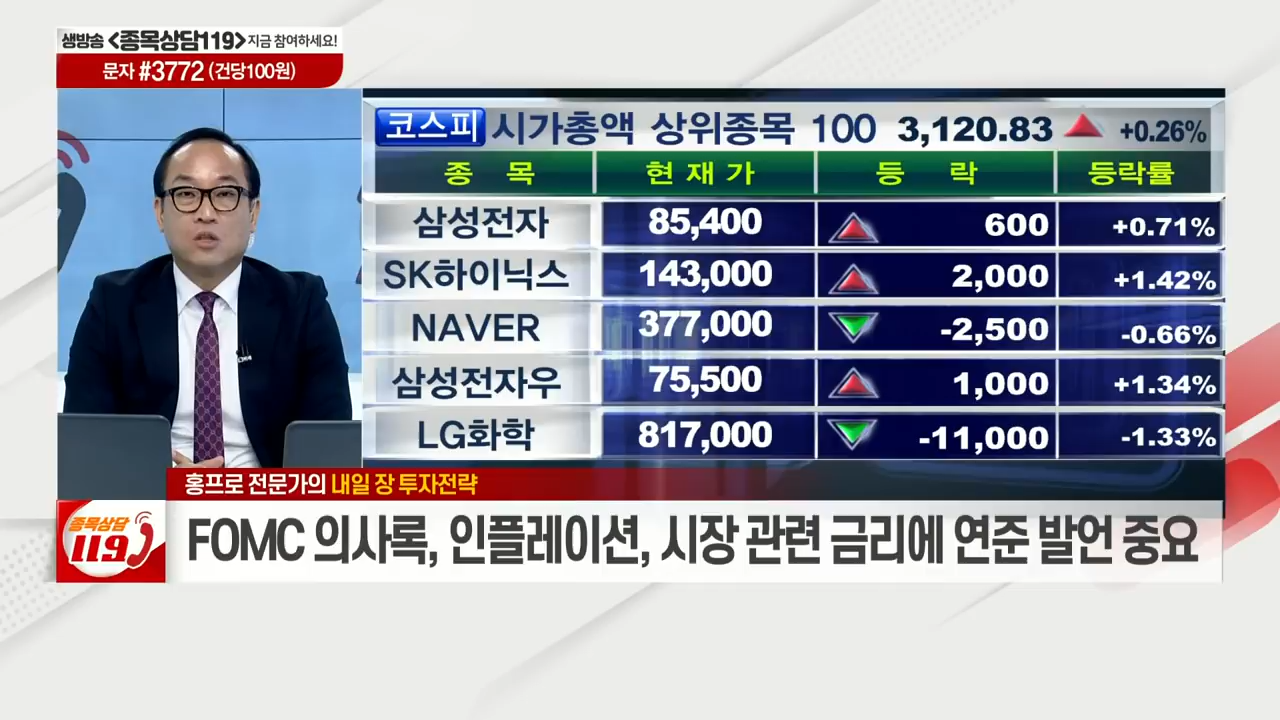 생방송 <종목상담119> 지금 참여하세요!
문자 #3772 (건당100원)
코스피 시가총액 상위종목 100 3,120.83 +0.26%
종 목 현재가 등 락 등락률
삼성전자 85,400 600 +0.71%
SK하이닉스 143,000 2,000 +1.42%
NAVER 377,000 -2,500 -0.66%
삼성전자우 75,500 1,000 +1.34%
LG화학 817,000 -11,000 -1.33%
홍프로 전문가의 내일 장 투자전략
종목상담
119
FOMC 의사록, 인플레이션, 시장 관련 금리에 연준 발언 중요